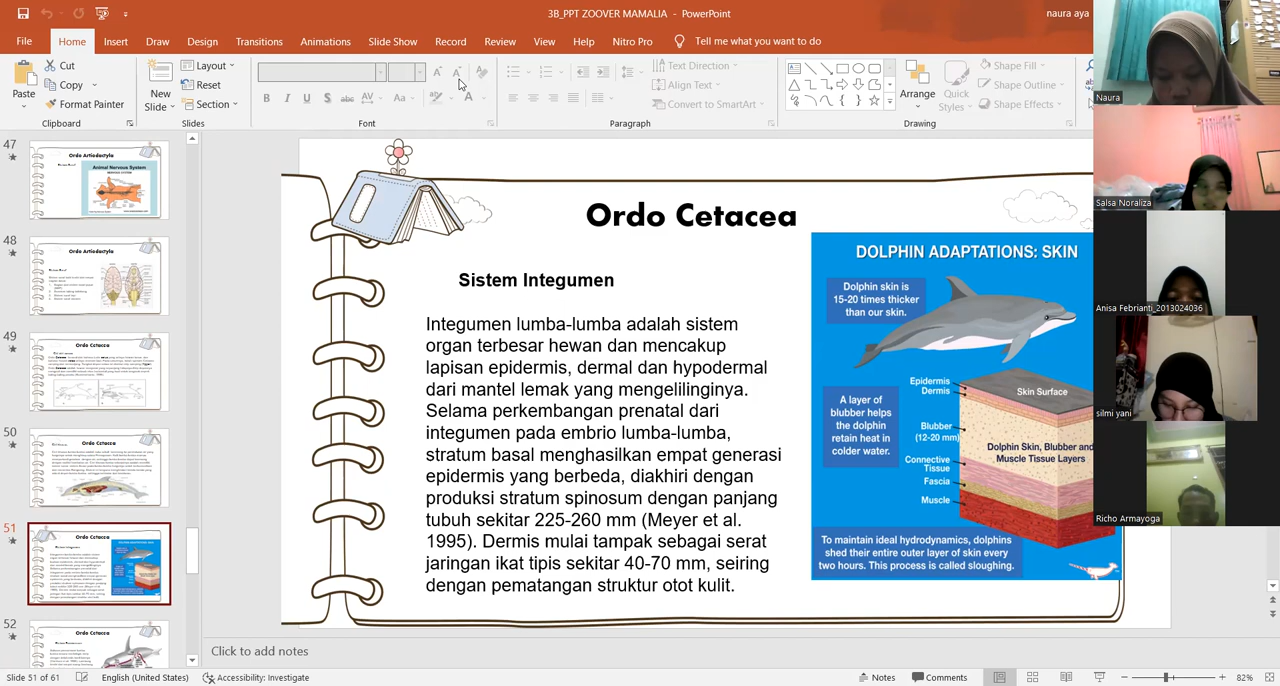 3B_PPT ZOOVER MAMALIA - PowerPoint
naura aya
File Home Insert Draw Design Transitions Animations Slide Show Record Review View Help Nitro Pro Tell me what you want to do
Paste
Cut
Copy
Format Painter
Clipboard
New
Slide
Layout
Reset
Section
Slides
B I U S abc AV Aa A
Font
Text Direction
Align Text
Convert to SmartArt
Paragraph
Arrange
Quick
Styles
Shape Fill
Shape Outline
Shape Effects
Drawing
47
Ordo Artiodactyla
Animal Nervous System
48
Ordo Artiodactyla
49
Ordo Cetacea
50
Ordo Cetacea
51
Ordo Cetacea
52
Ordo Cetacea
Ordo Cetacea
Sistem Integumen
Integumen lumba-lumba adalah sistem
organ terbesar hewan dan mencakup
lapisan epdermis, dermal dan hypodermal
dari mantel lemak yang mengelilinginya.
Selama perkembangan prenatal dari
integumen pada embrio lumba-lumba,
stratum basal menghasilkan empat generasi
epidermis yang berbeda, diakhiri dengan
produksi stratum spinosum dengan panjang
tubah sekitar 225-260 mm (Meyer et al.
1995). Dermis mulai tampak sebagai serat
jaringan ikat tipis sekitar 40-70 mm, seiring
dengan pematangan struktur otot kulit.
DOLPHIN ADAPTATIONS: SKIN
Dolphin skin is
15-20 times thicker
than our skin.
A layer of
blubber helps
the dolphin
retain heat in
colder water.
Epidermis
Dermis
Blubber
(12-20 mm)
Connective
Tissue
Fascia
Muscle
Skin Surface
Dolphin Skin, Blubber and
Muscle Tissue Layers
To maintain ideal hydrodynamics, dolphins
shed their entire outer layer of skin every
two hours. This process is called sloughing.
Naura
Salsa Noraliza
Anisa Febrianti_2013024036
silmi yani
Richo Armayoga
Click to add notes
Slide 51 of 61
English (United States)
Accessibility: Investigate
Notes
Comments
82%